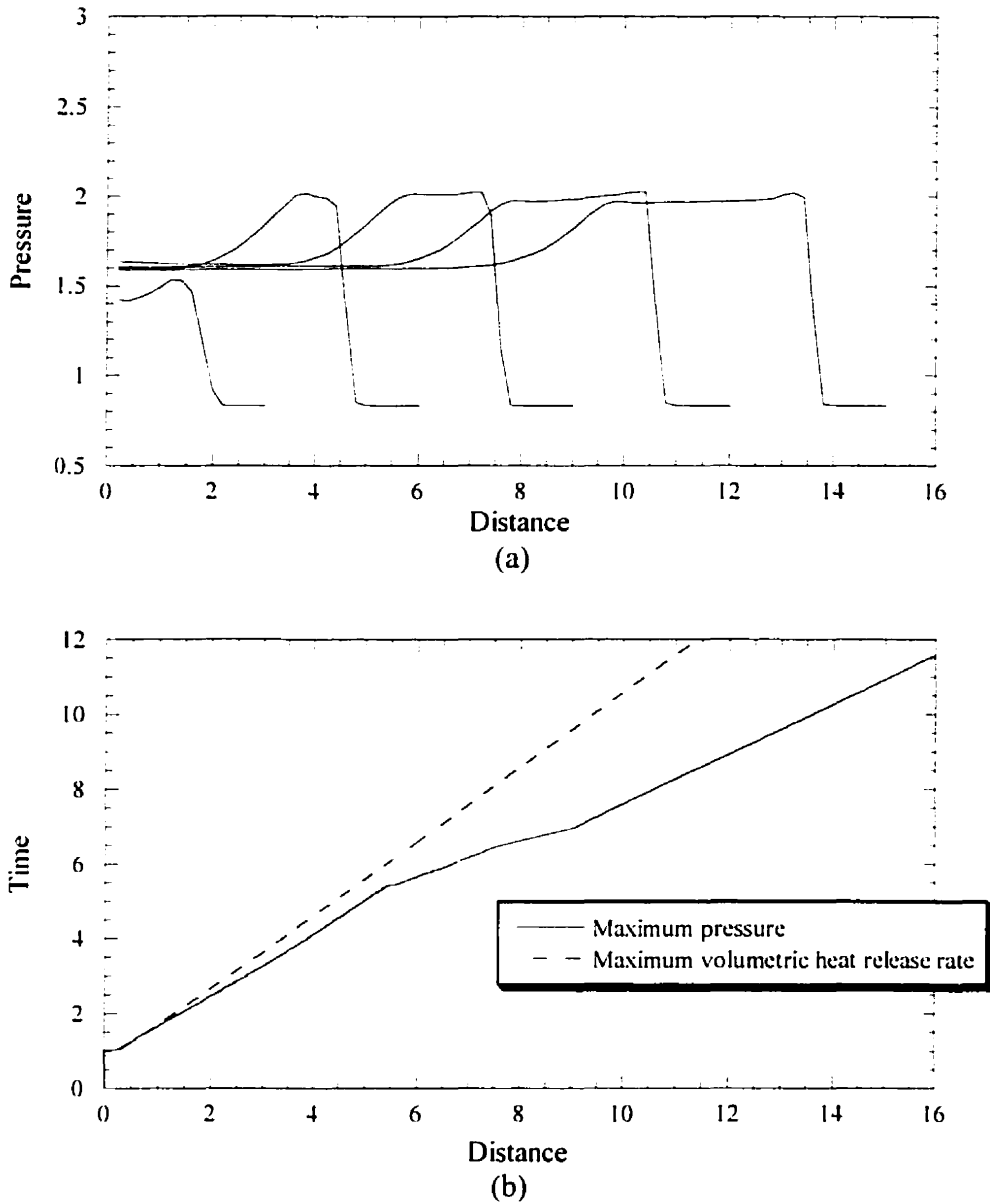 3
2.5
2
1.5
1
0.5
Pressure
0 2 4 6 8 10 12 14 16
Distance
(a)
12
10
8
6
4
2
0
Time
Maximum pressure
Maximum volumetric heat release rate
0 2 4 6 8 10 12 14 16
Distance
(b)